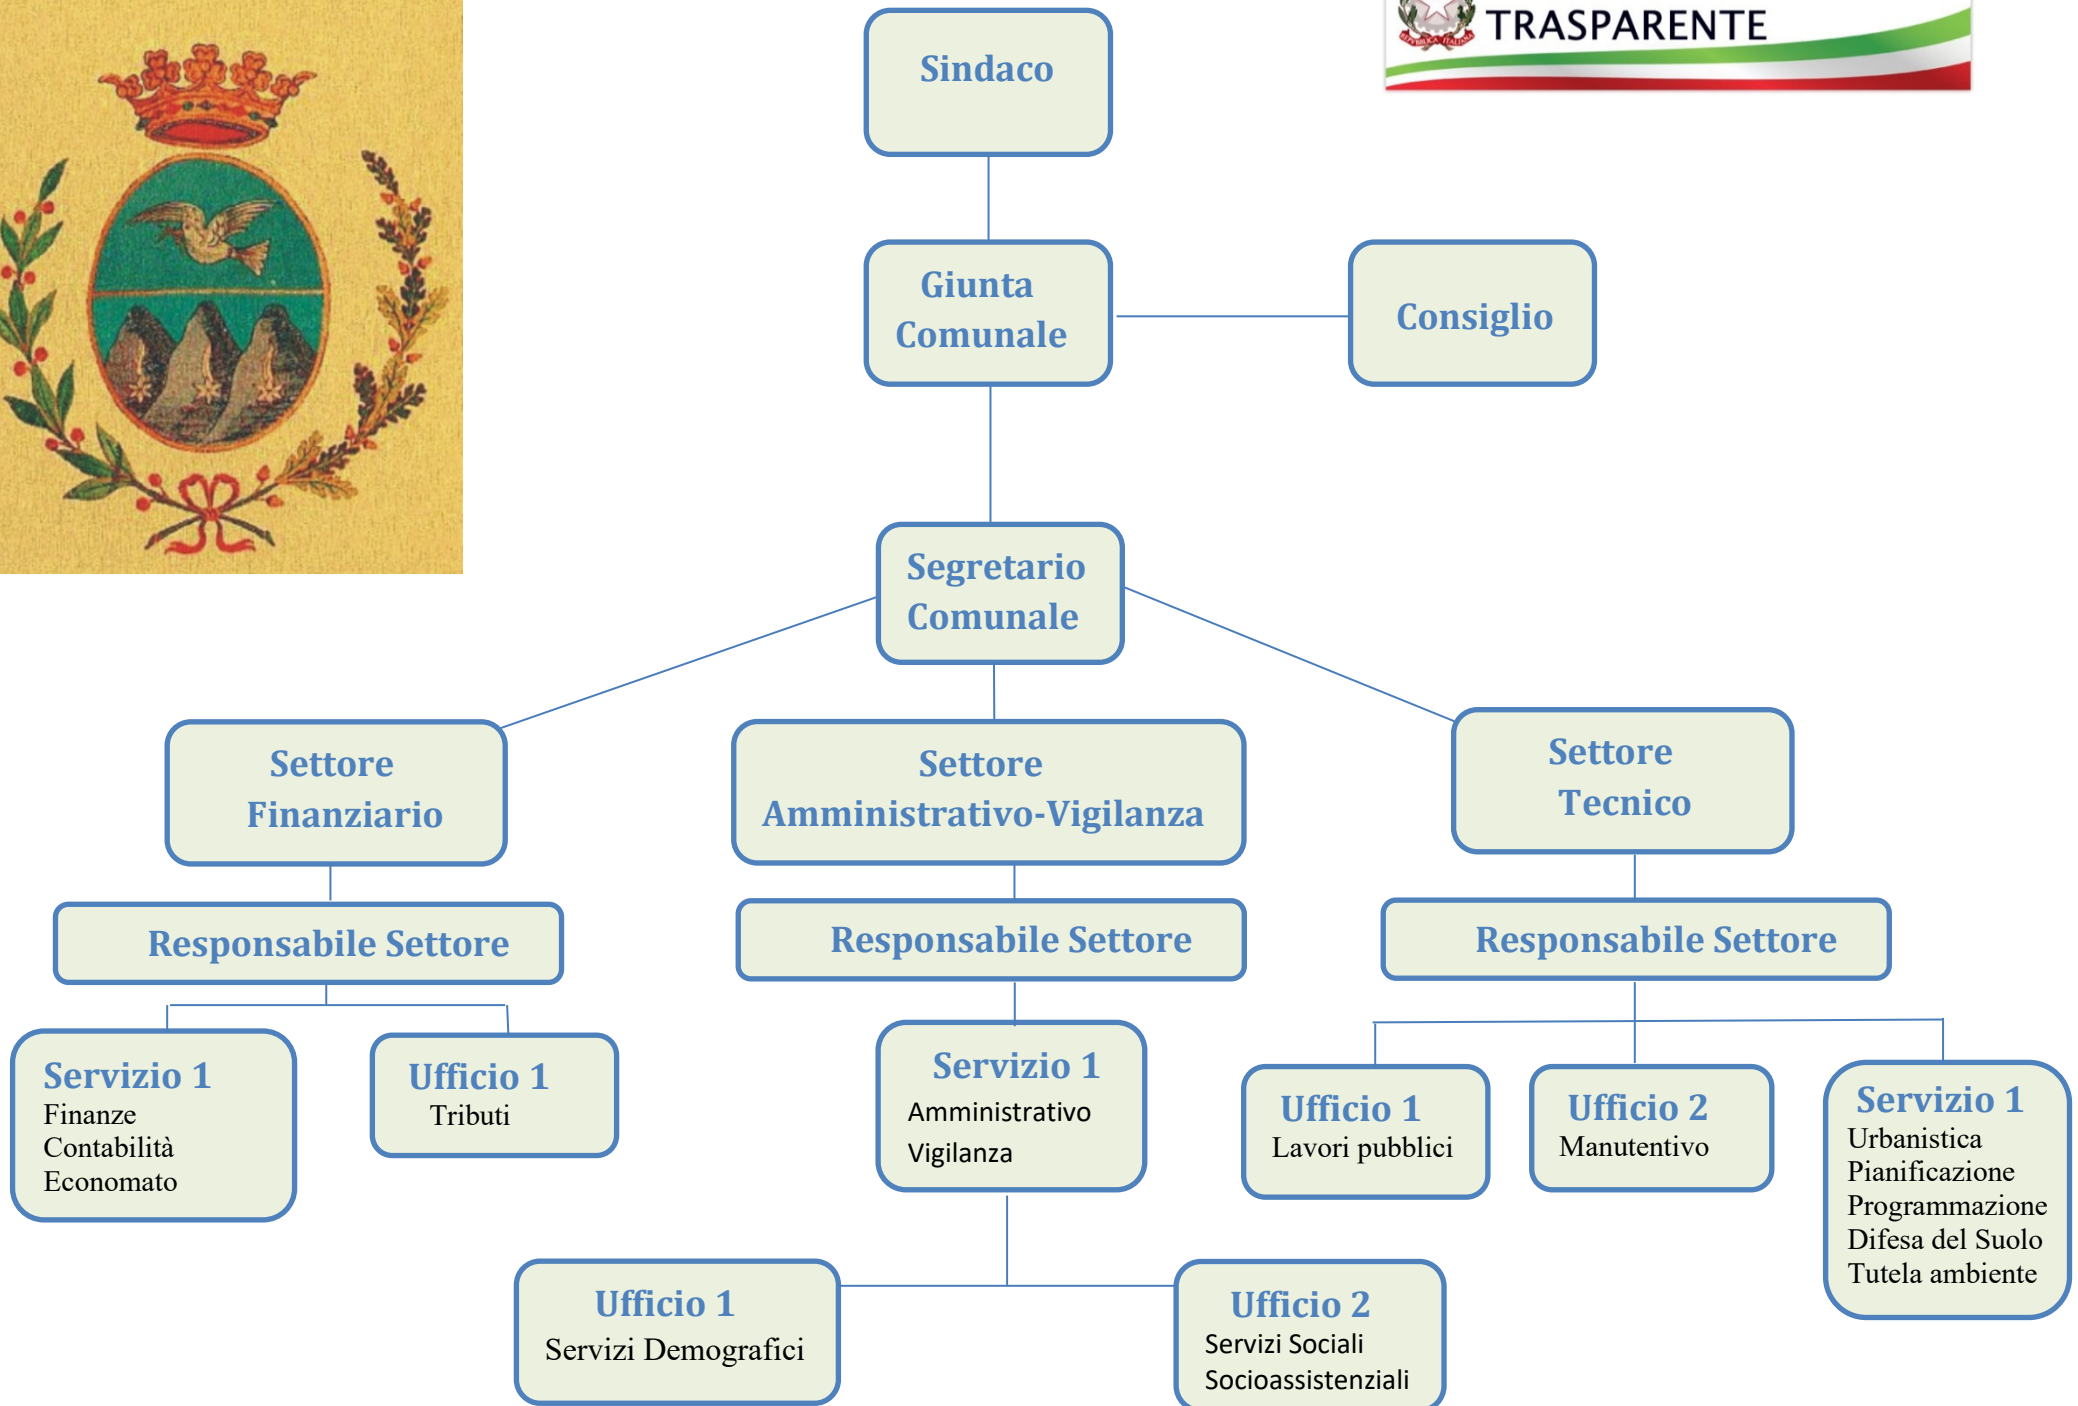 TRASPARENTE
REPUBBLICA ITALIANA
Sindaco
Giunta
Comunale
Consiglio
Segretario
Comunale
Settore
Finanziario
Settore
Amministrativo-Vigilanza
Settore
Tecnico
Responsabile Settore
Responsabile Settore
Responsabile Settore
Servizio 1
Finanze
Contabilità
Economato
Ufficio 1
Tributi
Servizio 1
Amministrativo
Vigilanza
Ufficio 1
Lavori pubblici
Ufficio 2
Manutentivo
Servizio 1
Urbanistica
Pianificazione
Programmazione
Difesa del Suolo
Tutela ambiente
Ufficio 1
Servizi Demografici
Ufficio 2
Servizi Sociali
Socioassistenziali